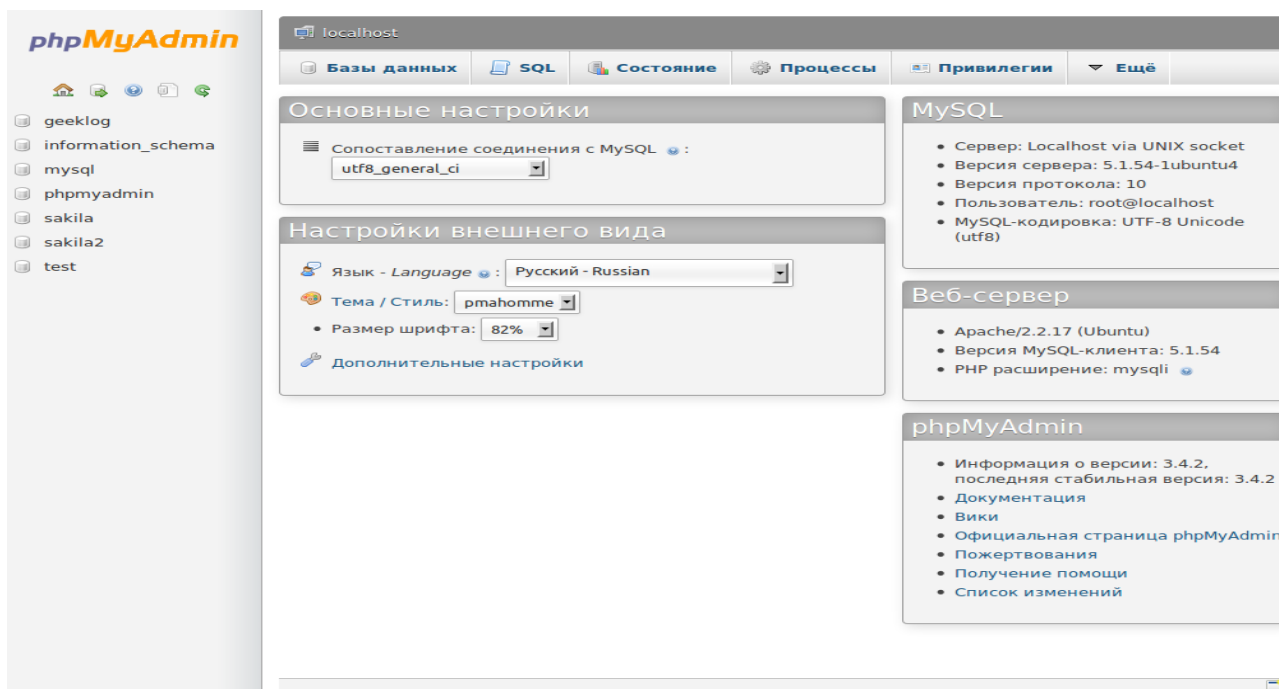 phpMyAdmin
geeklog
information_schema
mysql
phpmyadmin
sakila
sakila2
test
localhost
Базы данных SQL Состояние Процессы Привилегии Ещё
Основные настройки
Сопоставление соединения с MySQL :
utf8_general_ci
Настройки внешнего вида
Язык - Language : Русский - Russian
Тема / Стиль: pmahomme
Размер шрифта: 82%
Дополнительные настройки
MySQL
Сервер: Localhost via UNIX socket
Версия сервера: 5.1.54-1ubuntu4
Версия протокола: 10
Пользователь: root@localhost
MySQL-кодировка: UTF-8 Unicode
(utf8)
Веб-сервер
Apache/2.2.17 (Ubuntu)
Версия MySQL-клиента: 5.1.54
PHP расширение: mysqli
phpMyAdmin
Информация о версии: 3.4.2,
последняя стабильная версия: 3.4.2
Документация
Вики
Официальная страница phpMyAdmin
Пожертвования
Получение помощи
Список изменений